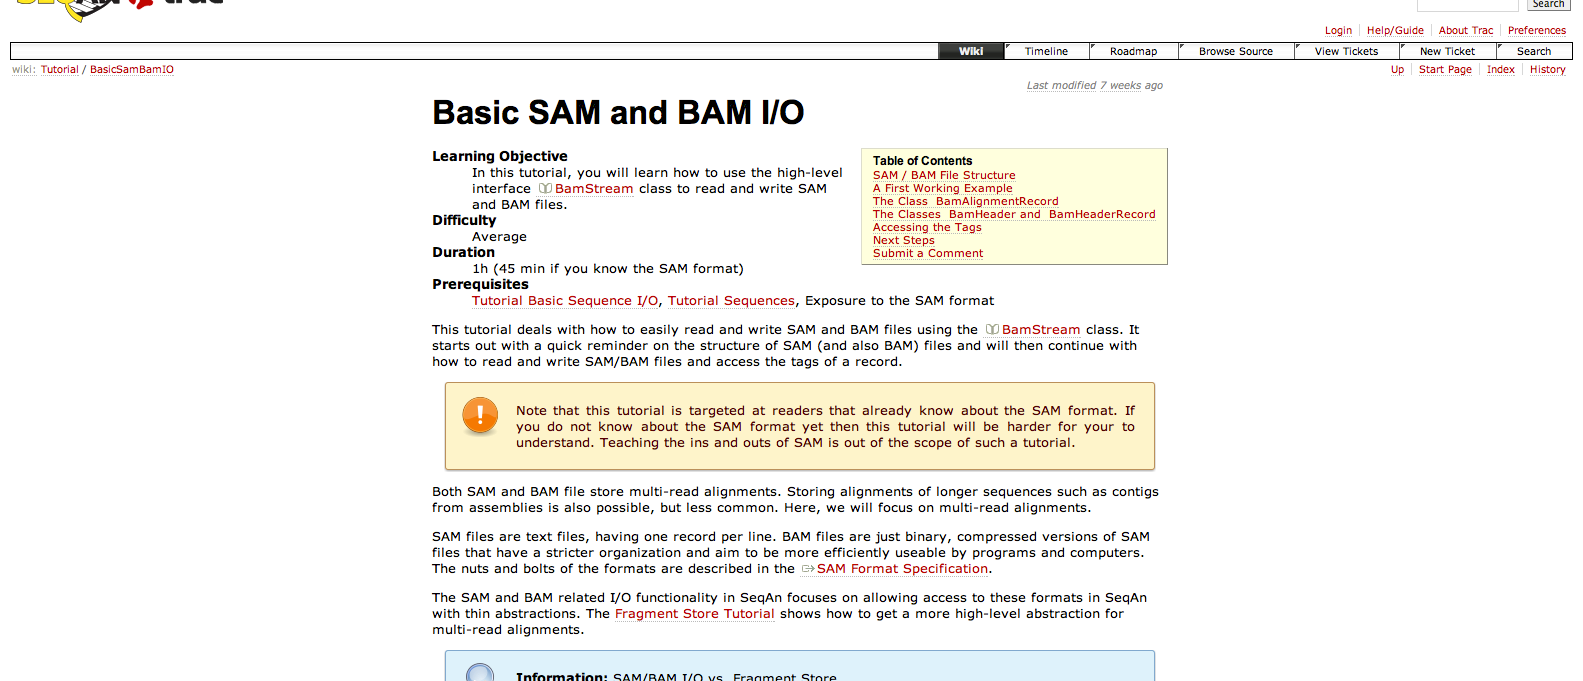 Search
Login Help/Guide About Trac Preferences
Wiki Timeline Roadmap Browse Source View Tickets New Ticket Search
wiki: Tutorial / BasicSamBamIO
Up Start Page Index History
Last modified 7 weeks ago
Basic SAM and BAM I/O
Learning Objective
In this tutorial, you will learn how to use the high-level
interface BamStream class to read and write SAM
and BAM files.
Difficulty
Average
Duration
1h (45 min if you know the SAM format)
Prerequisites
Tutorial Basic Sequence I/O, Tutorial Sequences, Exposure to the SAM format
Table of Contents
SAM / BAM File Structure
A First Working Example
The Class BamAlignmentRecord
The Classes BamHeader and BamHeaderRecord
Accessing the Tags
Next Steps
Submit a Comment
This tutorial deals with how to easily read and write SAM and BAM files using the BamStream class. It
starts out with a quick reminder on the structure of SAM (and also BAM) files and will then continue with
how to read and write SAM/BAM files and access the tags of a record.
Note that this tutorial is targeted at readers that already know about the SAM format. If
you do not know about the SAM format yet then this tutorial will be harder for your to
understand. Teaching the ins and outs of SAM is out of the scope of such a tutorial.
Both SAM and BAM file store multi-read alignments. Storing alignments of longer sequences such as contigs
from assemblies is also possible, but less common. Here, we will focus on multi-read alignments.
SAM files are text files, having one record per line. BAM files are just binary, compressed versions of SAM
files that have a stricter organization and aim to be more efficiently useable by programs and computers.
The nuts and bolts of the formats are described in the SAM Format Specification.
The SAM and BAM related I/O functionality in SeqAn focuses on allowing access to these formats in SeqAn
with thin abstractions. The Fragment Store Tutorial shows how to get a more high-level abstraction for
multi-read alignments.
Information: SAM/BAM I/O vs. Fragment Store